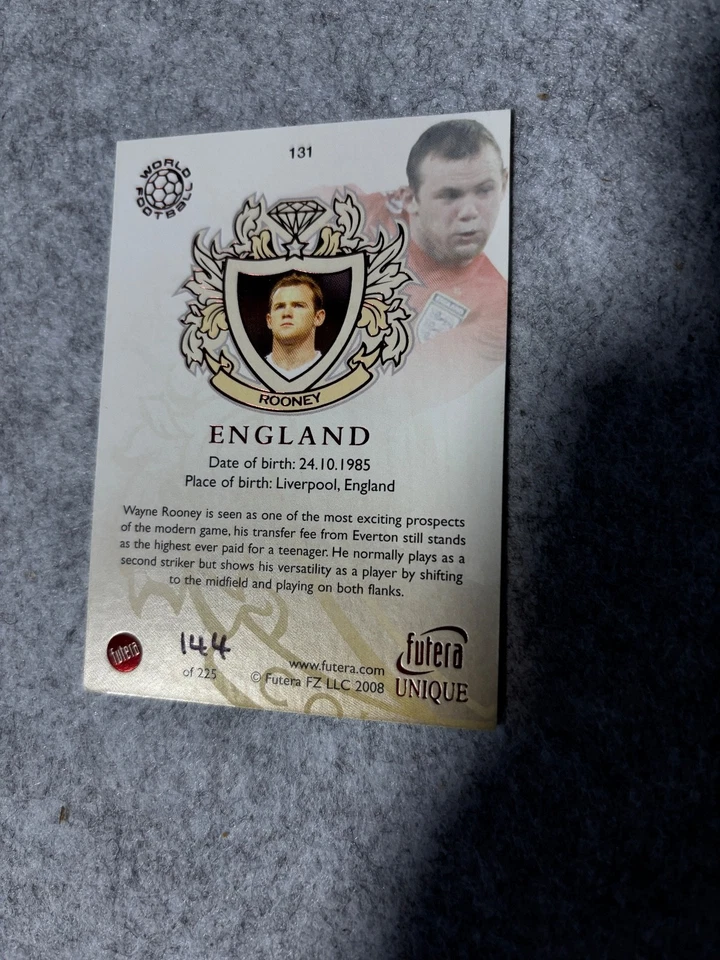 131
WORLD FOOTBALL
ROONEY
ENGLAND
Date of birth: 24.10.1985
Place of birth: Liverpool, England
Wayne Rooney is seen as one of the most exciting prospects
of the modern game, his transfer fee from Everton still stands
as the highest ever paid for a teenager. He normally plays as a
second striker but shows his versatility as a player by shifting
to the midfield and playing on both flanks.
futera
144
of 225
www.futera.com
© Futera FZ LLC 2008
futera
UNIQUE